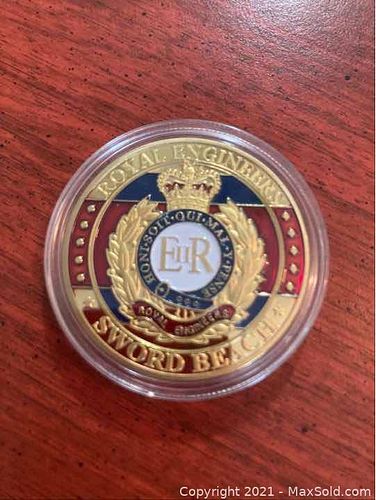 ROYAL ENGINEERS
HONI·SOIT·QUI·MAL·Y·PENSE
EIIR
ROYAL ENGINEERS
SWORD BEACH
Copyright 2021 - MaxSold.com